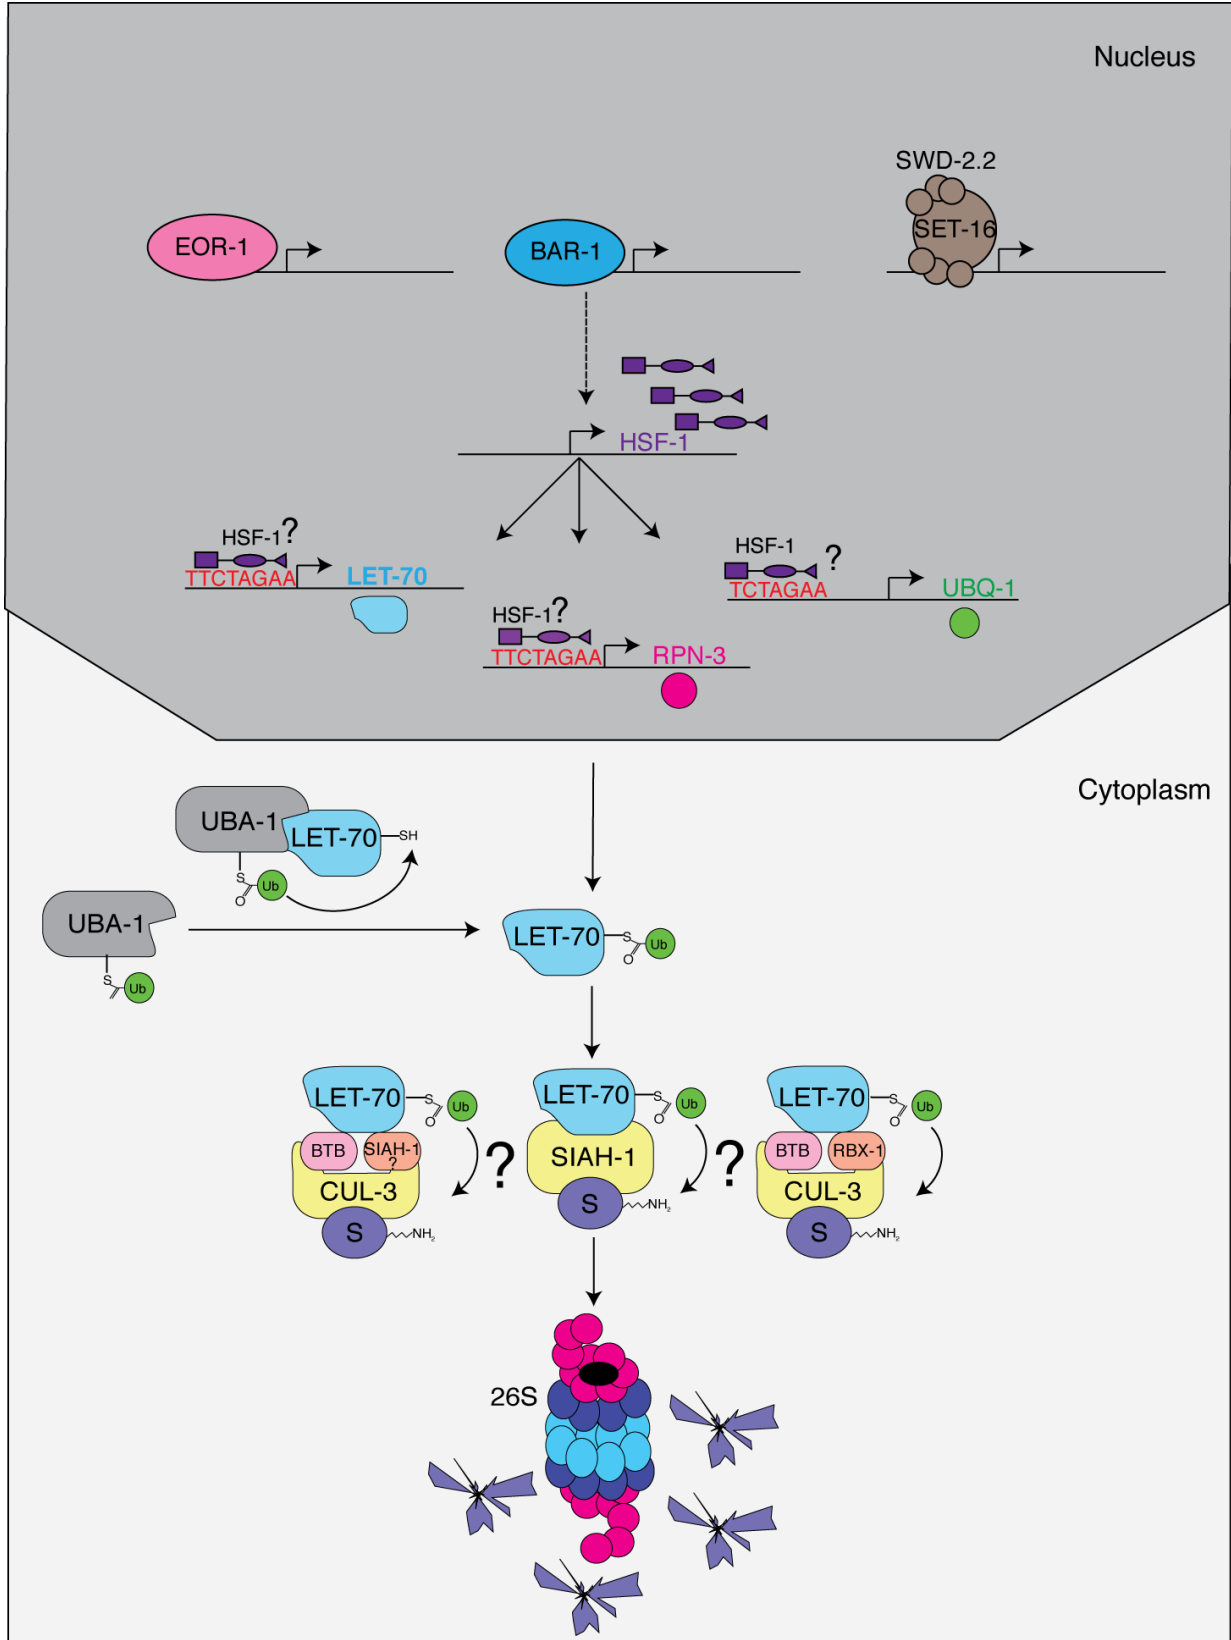 Nucleus
SWD-2.2
EOR-1
BAR-1
SET-16
HSF-1
HSF-1?
TTCTAGAA
LET-70
HSF-1
?
TCTAGAA
UBQ-1
HSF-1?
TTCTAGAA
RPN-3
Cytoplasm
UBA-1
LET-70
SH
S
O
Ub
UBA-1
S
Ub
LET-70
S
O
Ub
LET-70
S
O
Ub
BTB
SIAH-1
?
CUL-3
S
NH2
?
LET-70
S
O
Ub
SIAH-1
S
NH2
?
LET-70
S
O
Ub
BTB
RBX-1
CUL-3
S
NH2
26S